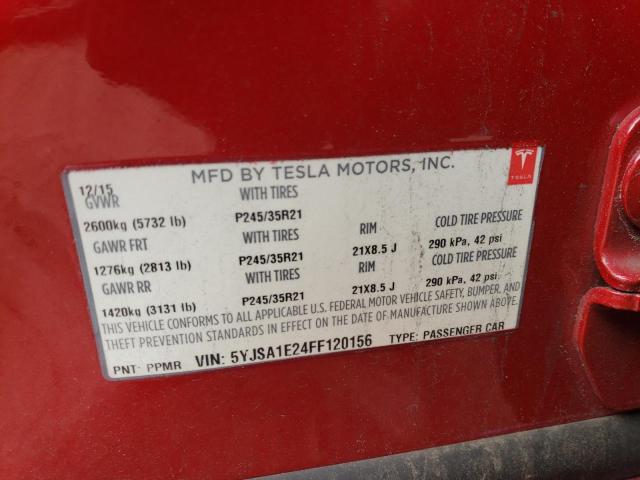 MFD BY TESLA MOTORS, INC.
TESLA
12/15
GVWR WITH TIRES
2600kg (5732 lb) P245/35R21 RIM COLD TIRE PRESSURE
GAWR FRT WITH TIRES 21X8.5 J 290 kPa, 42 psi
1276kg (2813 lb) P245/35R21 RIM COLD TIRE PRESSURE
GAWR RR WITH TIRES 21X8.5 J 290 kPa, 42 psi.
1420kg (3131 lb) P245/35R21
THIS VEHICLE CONFORMS TO ALL APPLICABLE U.S. FEDERAL MOTOR VEHICLE SAFETY, BUMPER, AND
THEFT PREVENTION STANDARDS IN EFFECT ON THE DATE OF MANUFACTURE SHOWN ABOVE.
PNT: PPMR VIN: 5YJSA1E24FF120156 TYPE: PASSENGER CAR